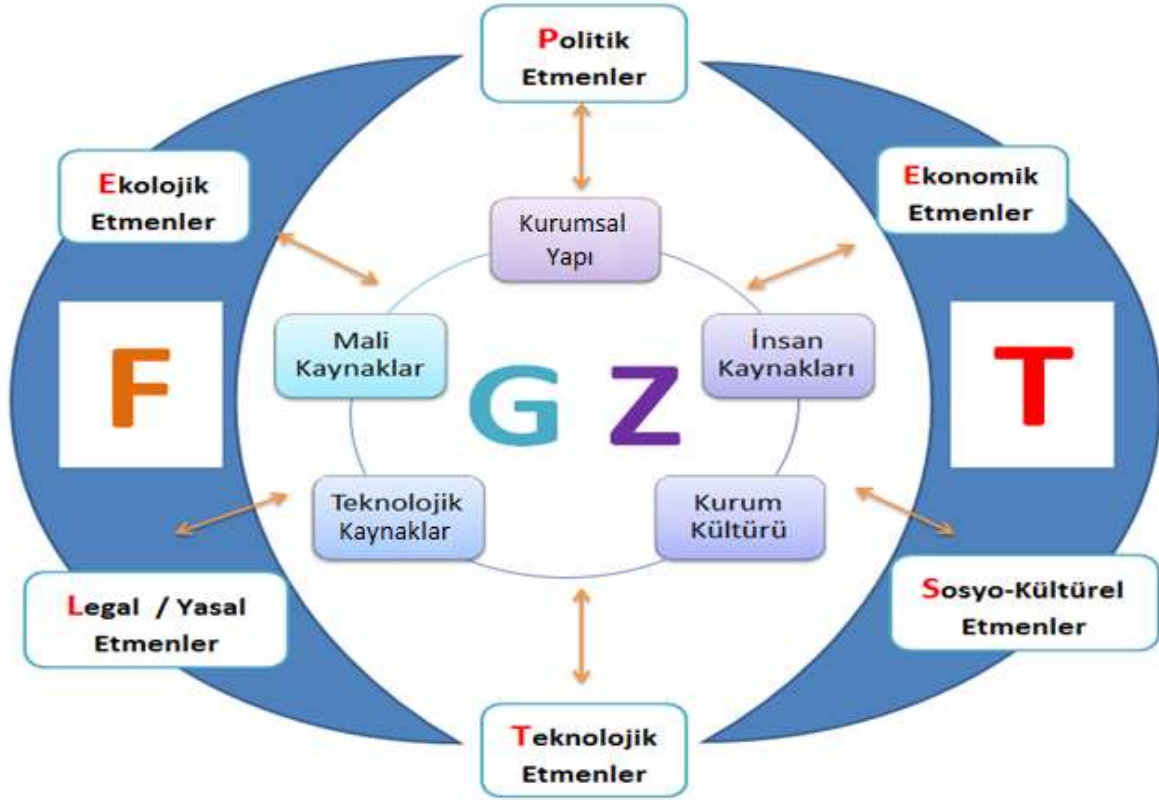 Politik
Etmenler
Ekolojik
Etmenler
Ekonomik
Etmenler
Kurumsal
Yapı
Mali
Kaynaklar
İnsan
Kaynakları
F
G Z
T
Teknolojik
Kaynaklar
Kurum
Kültürü
Legal / Yasal
Etmenler
Sosyo-Kültürel
Etmenler
Teknolojik
Etmenler